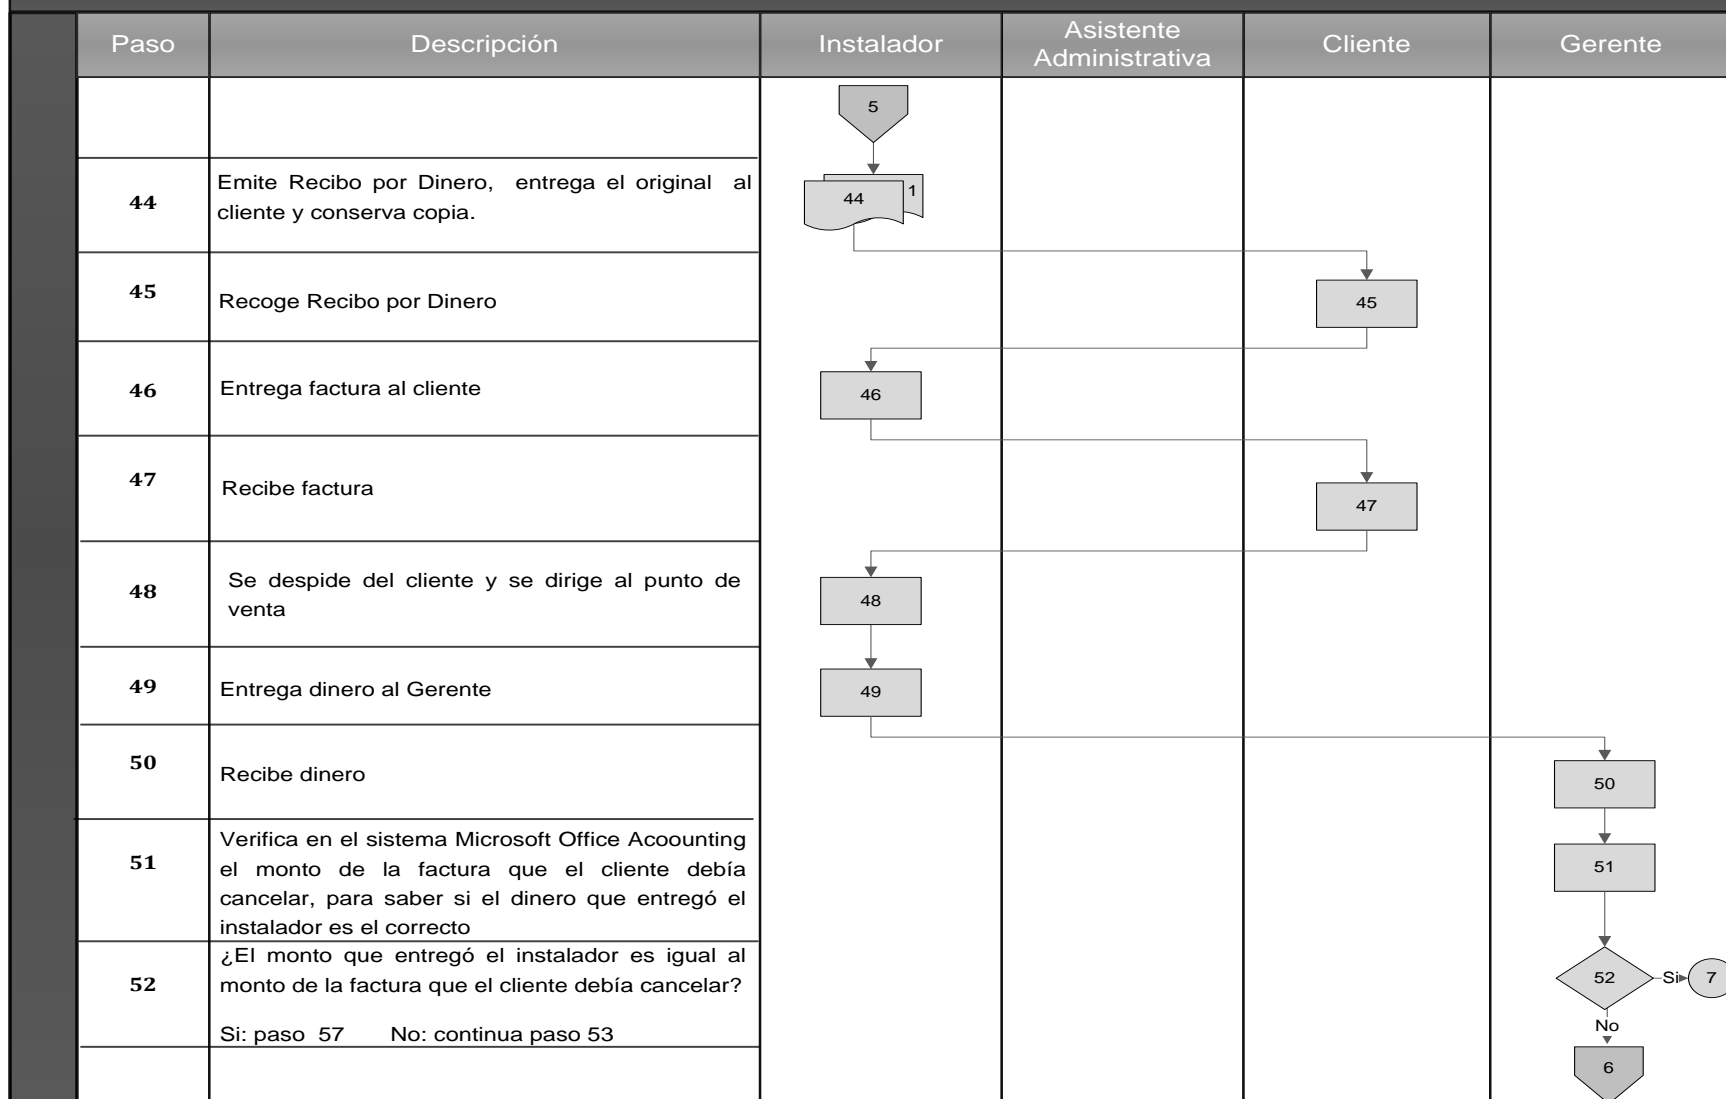 Paso Descripción Instalador Asistente Administrativa Cliente Gerente
5
44 Emite Recibo por Dinero, entrega el original al
cliente y conserva copia.
44 1
45 Recoge Recibo por Dinero 45
46 Entrega factura al cliente 46
47 Recibe factura 47
48 Se despide del cliente y se dirige al punto de
venta
48
49 Entrega dinero al Gerente 49
50 Recibe dinero 50
51 Verifica en el sistema Microsoft Office Acoounting
el monto de la factura que el cliente debía
cancelar, para saber si el dinero que entregó el
instalador es el correcto
51
52 ¿El monto que entregó el instalador es igual al
monto de la factura que el cliente debía cancelar?
Si: paso 57 No: continua paso 53
52 Si 7
No
6